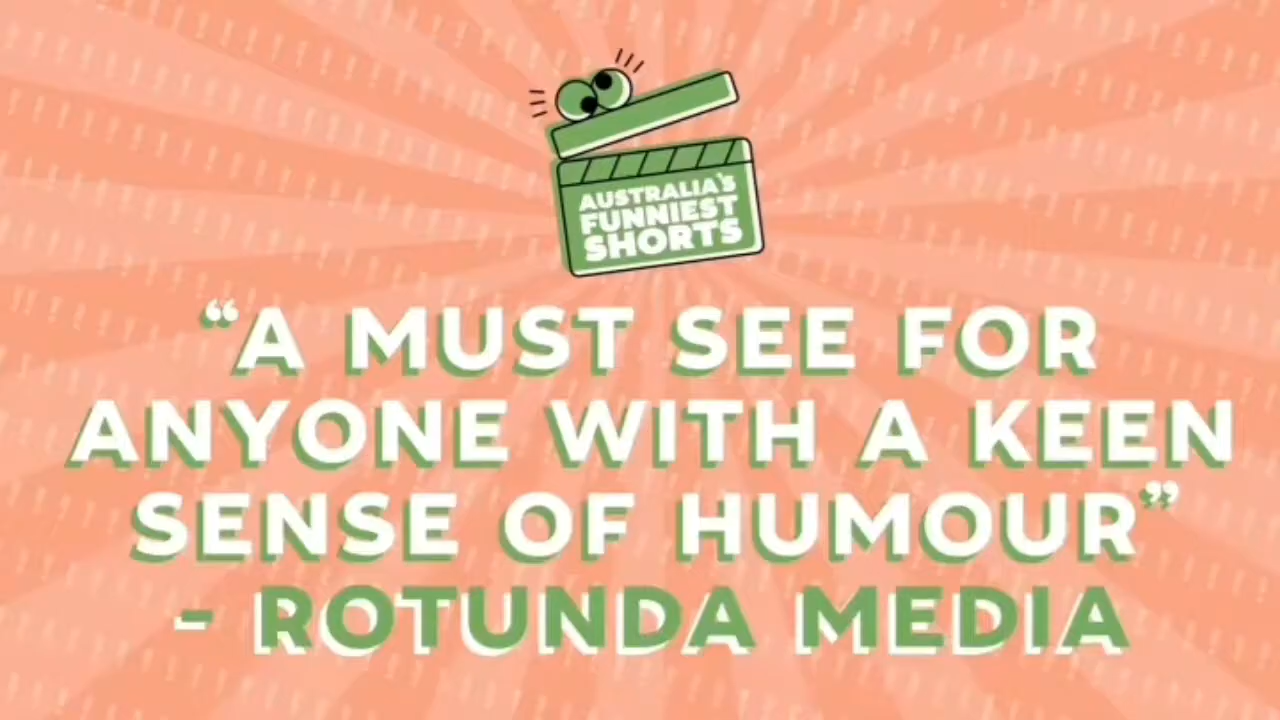 AUSTRALIA'S
FUNNIEST
SHORTS
“A MUST SEE FOR
ANYONE WITH A KEEN
SENSE OF HUMOUR”
- ROTUNDA MEDIA